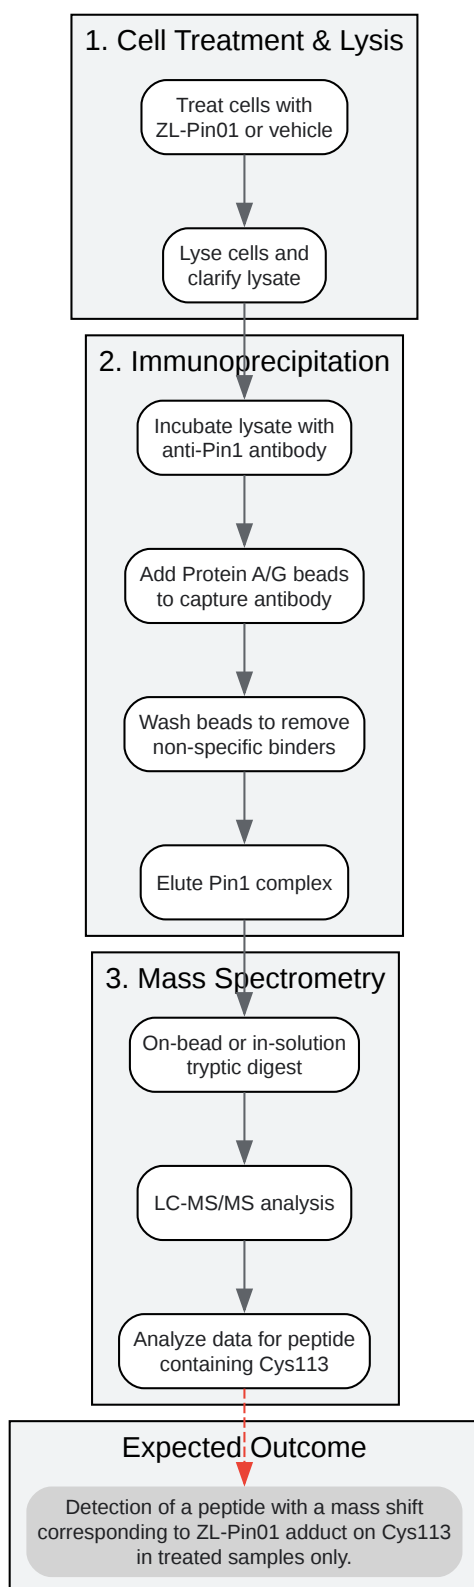 1. Cell Treatment & Lysis
Treat cells with
ZL-Pin01 or vehicle
Lyse cells and
clarify lysate
2. Immunoprecipitation
Incubate lysate with
anti-Pin1 antibody
Add Protein A/G beads
to capture antibody
Wash beads to remove
non-specific binders
Elute Pin1 complex
3. Mass Spectrometry
On-bead or in-solution
tryptic digest
LC-MS/MS analysis
Analyze data for peptide
containing Cys113
Expected Outcome
Detection of a peptide with a mass shift
corresponding to ZL-Pin01 adduct on Cys113
in treated samples only.